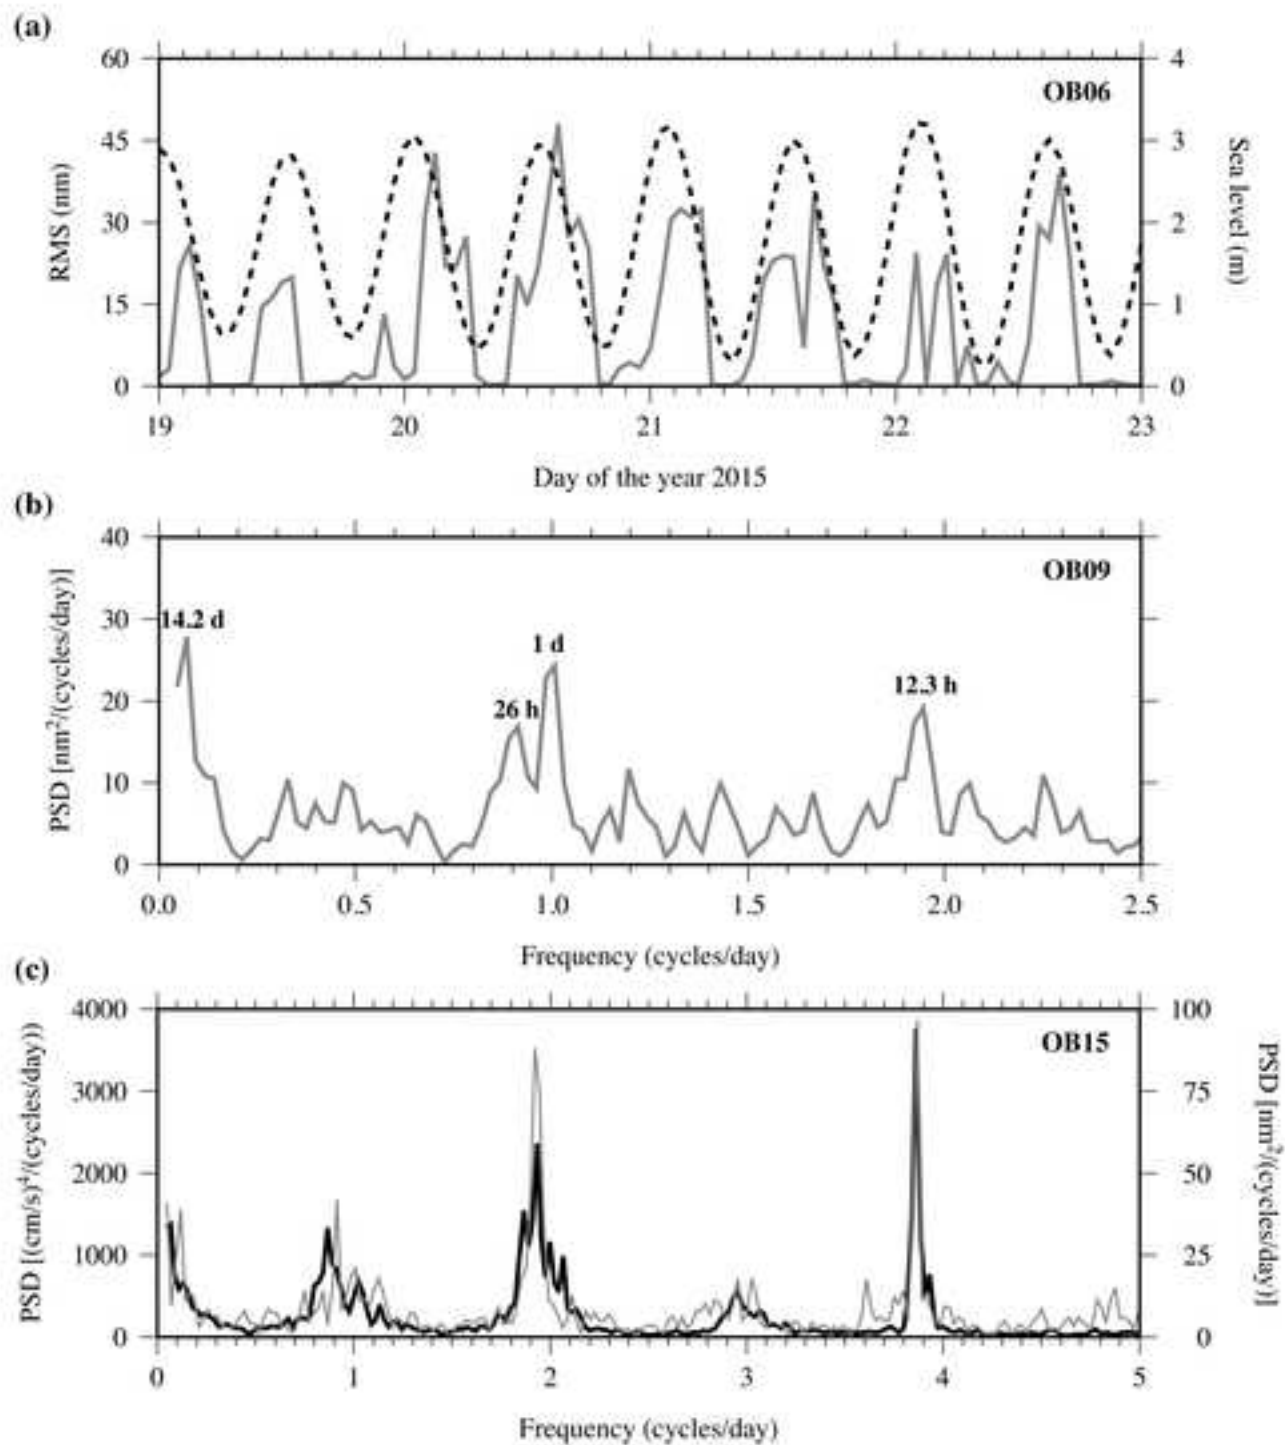 (a)
60
45
30
15
0
RMS (nm)
OB06
4
3
2
1
0
Sea level (m)
19 20 21 22 23
Day of the year 2015
(b)
40
30
20
10
0
PSD [nm²/(cycles/day)]
OB09
14.2 d
26 h
1 d
12.3 h
0.0 0.5 1.0 1.5 2.0 2.5
Frequency (cycles/day)
(c)
4000
3000
2000
1000
0
PSD [(cm/s)⁴/(cycles/day))
OB15
100
75
50
25
0
PSD [nm²/(cycles/day)]
0 1 2 3 4 5
Frequency (cycles/day)